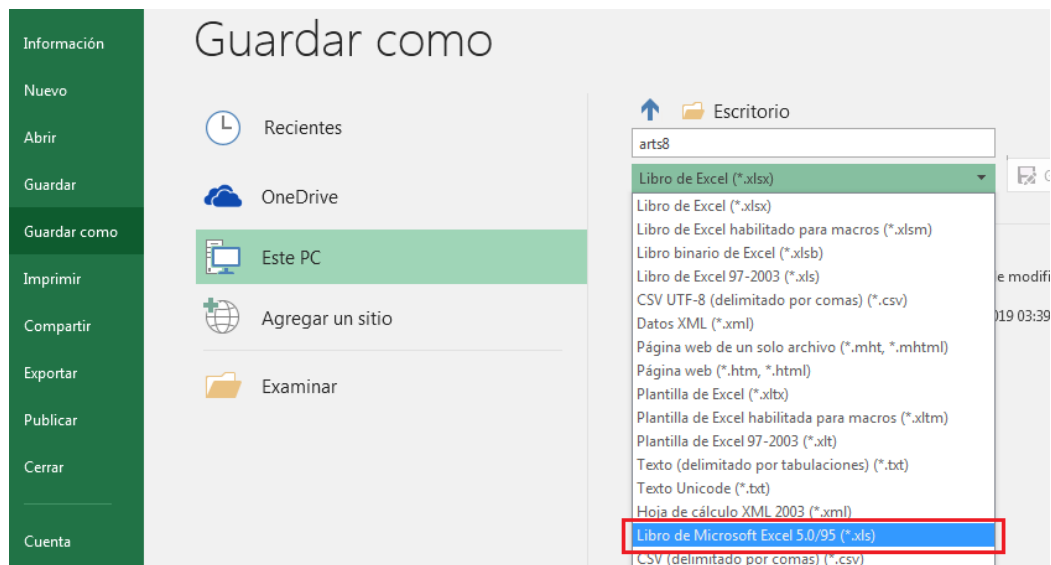 Información
Nuevo
Abrir
Guardar
Guardar como
Imprimir
Compartir
Exportar
Publicar
Cerrar
Cuenta
Guardar como
Recientes
OneDrive
Este PC
Agregar un sitio
Examinar
Escritorio
arts8
Libro de Excel (*.xlsx)
Libro de Excel (*.xlsx)
Libro de Excel habilitado para macros (*.xlsm)
Libro binario de Excel (*.xlsb)
Libro de Excel 97-2003 (*.xls)
CSV UTF-8 (delimitado por comas) (*.csv)
Datos XML (*.xml)
Página web de un solo archivo (*.mht, *.mhtml)
Página web (*.htm, *.html)
Plantilla de Excel (*.xltx)
Plantilla de Excel habilitada para macros (*.xltm)
Plantilla de Excel 97-2003 (*.xlt)
Texto (delimitado por tabulaciones) (*.txt)
Texto Unicode (*.txt)
Hoja de cálculo XML 2003 (*.xml)
Libro de Microsoft Excel 5.0/95 (*.xls)
CSV (delimitado por comas) (*.csv)
e modifi
019 03:39